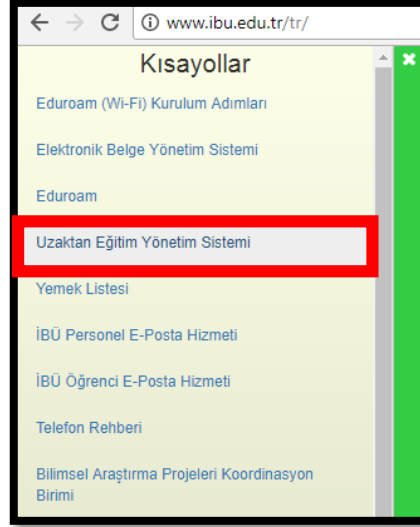 www.ibu.edu.tr/tr/
Kısayollar
Eduroam (Wi-Fi) Kurulum Adımları
Elektronik Belge Yönetim Sistemi
Eduroam
Uzaktan Eğitim Yönetim Sistemi
Yemek Listesi
İBÜ Personel E-Posta Hizmeti
İBÜ Öğrenci E-Posta Hizmeti
Telefon Rehberi
Bilimsel Araştırma Projeleri Koordinasyon
Birimi